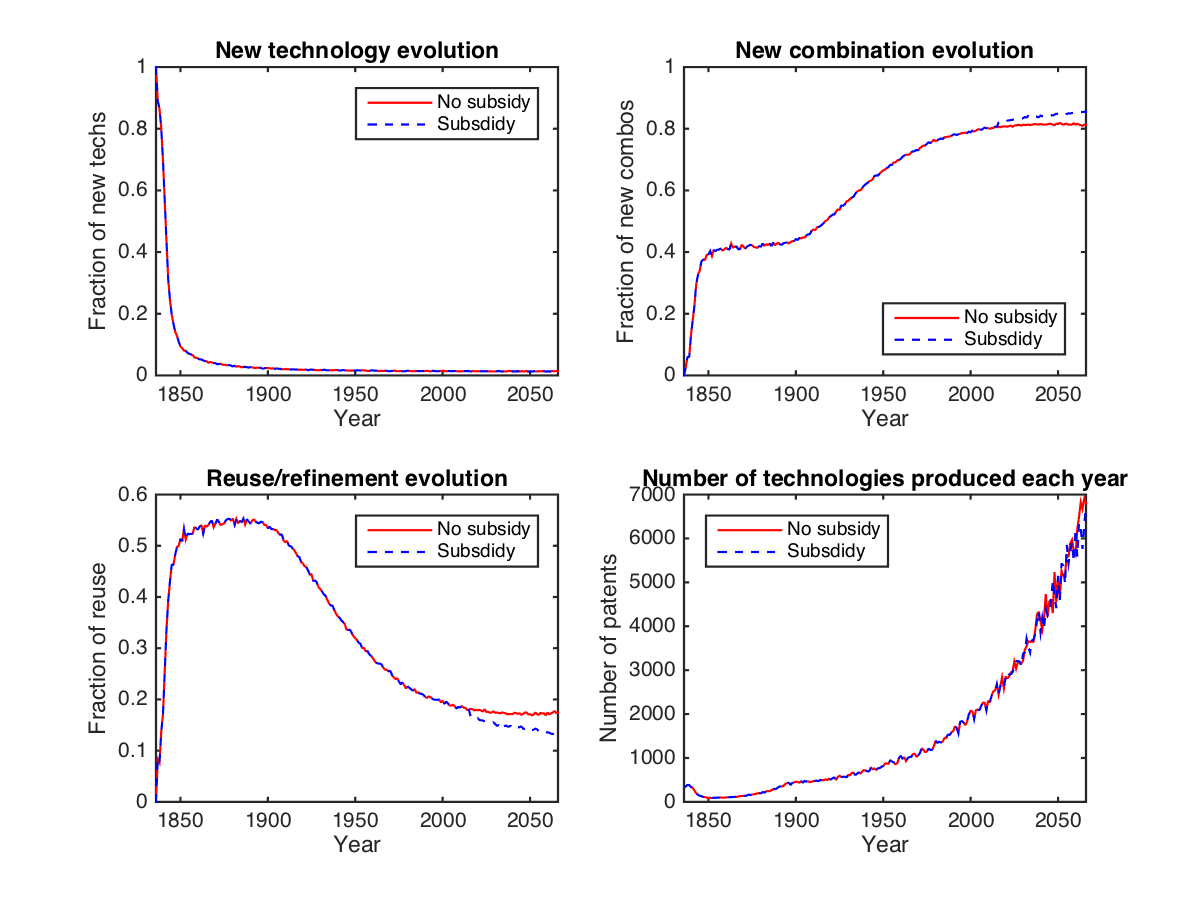 New technology evolution
1
0.8
0.6
0.4
0.2
0
Fraction of new techs
No subsidy
Subsdidy
1850 1900 1950 2000 2050
Year
New combination evolution
1
0.8
0.6
0.4
0.2
0
Fraction of new combos
No subsidy
Subsdidy
1850 1900 1950 2000 2050
Year
Reuse/refinement evolution
0.6
0.5
0.4
0.3
0.2
0.1
0
Fraction of reuse
No subsidy
Subsdidy
1850 1900 1950 2000 2050
Year
Number of technologies produced each year
7000
6000
5000
4000
3000
2000
1000
0
Number of patents
No subsidy
Subsdidy
1850 1900 1950 2000 2050
Year